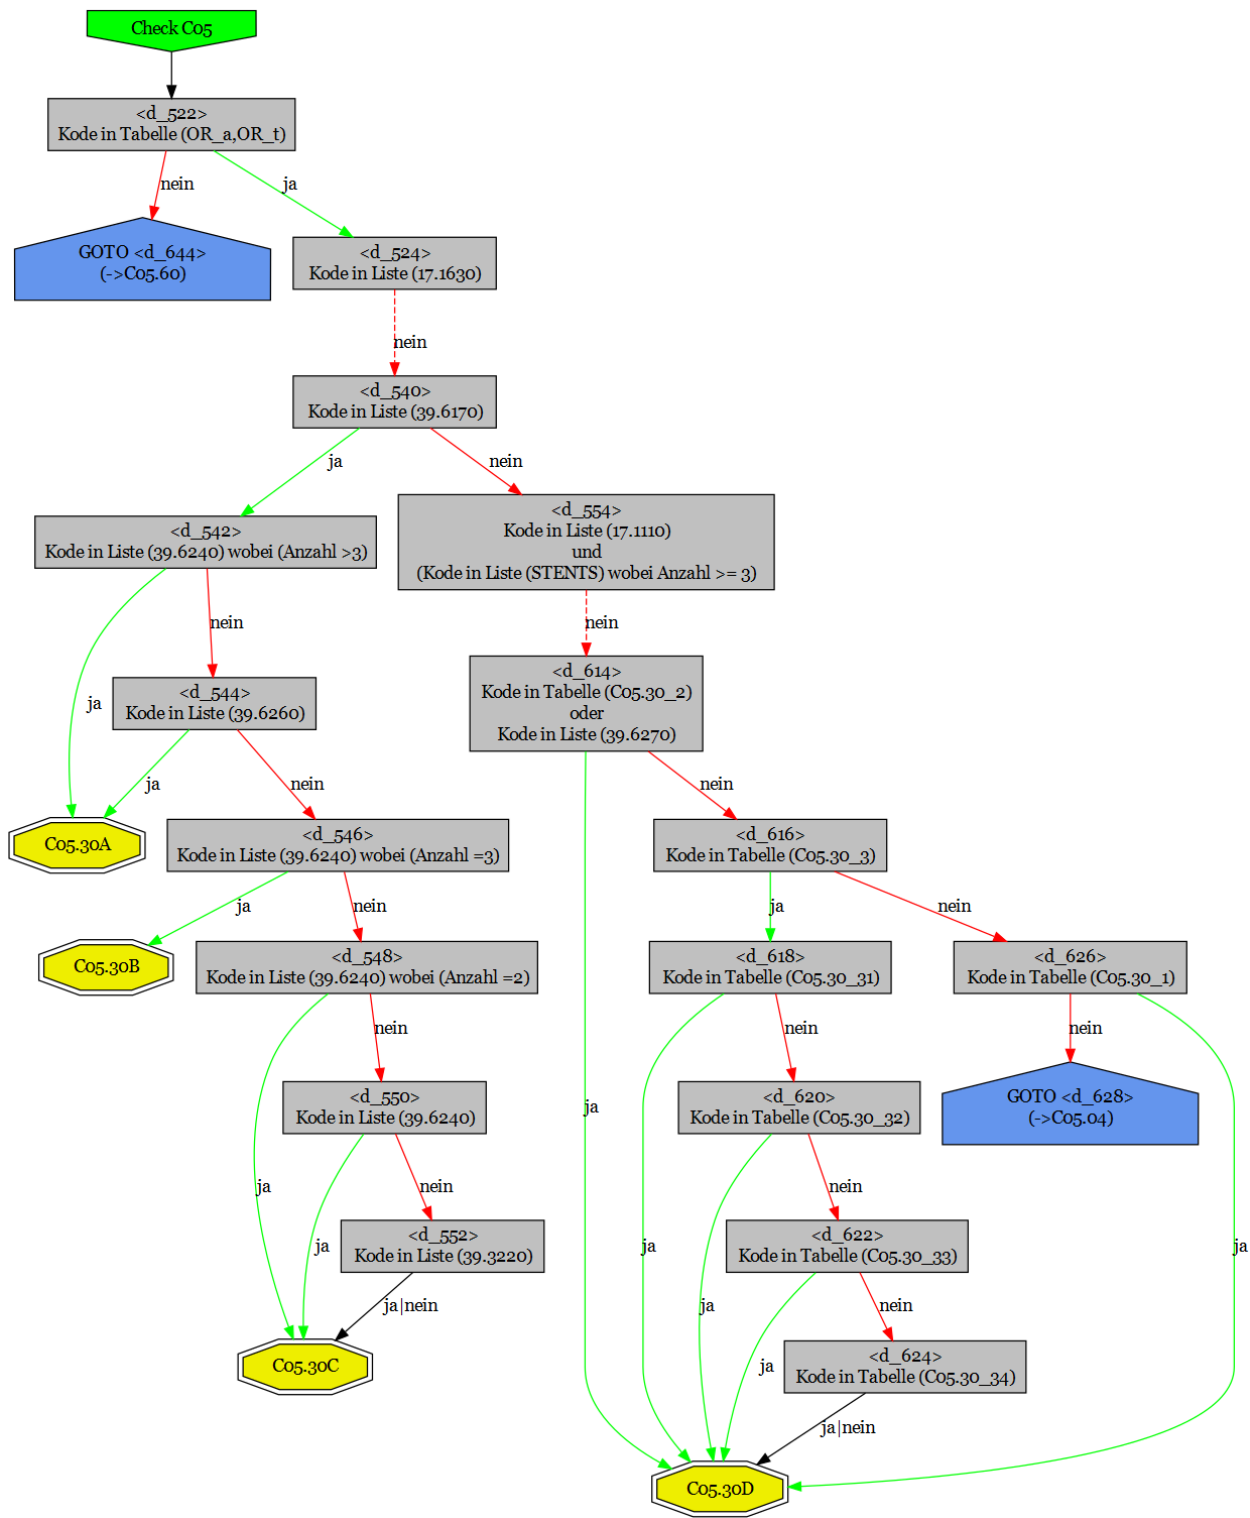 Check C05
<d_522>
Kode in Tabelle (OR_a,OR_t)
nein
ja
GOTO <d_644>
(->C05.60)
<d_524>
Kode in Liste (17.1630)
nein
<d_540>
Kode in Liste (39.6170)
ja
nein
<d_542>
Kode in Liste (39.6240) wobei (Anzahl >3)
<d_554>
Kode in Liste (17.1110)
und
(Kode in Liste (STENTS) wobei Anzahl >= 3)
ja
nein
nein
<d_544>
Kode in Liste (39.6260)
<d_614>
Kode in Tabelle (C05.30_2)
oder
Kode in Liste (39.6270)
ja
nein
ja
nein
C05.30A
<d_546>
Kode in Liste (39.6240) wobei (Anzahl =3)
<d_616>
Kode in Tabelle (C05.30_3)
ja
nein
ja
nein
C05.30B
<d_548>
Kode in Liste (39.6240) wobei (Anzahl =2)
<d_618>
Kode in Tabelle (C05.30_31)
<d_626>
Kode in Tabelle (C05.30_1)
ja
nein
ja
nein
nein
ja
<d_550>
Kode in Liste (39.6240)
<d_620>
Kode in Tabelle (C05.30_32)
GOTO <d_628>
(->C05.04)
ja
nein
ja
nein
<d_552>
Kode in Liste (39.3220)
<d_622>
Kode in Tabelle (C05.30_33)
ja|nein
ja
nein
C05.30C
<d_624>
Kode in Tabelle (C05.30_34)
ja|nein
C05.30D